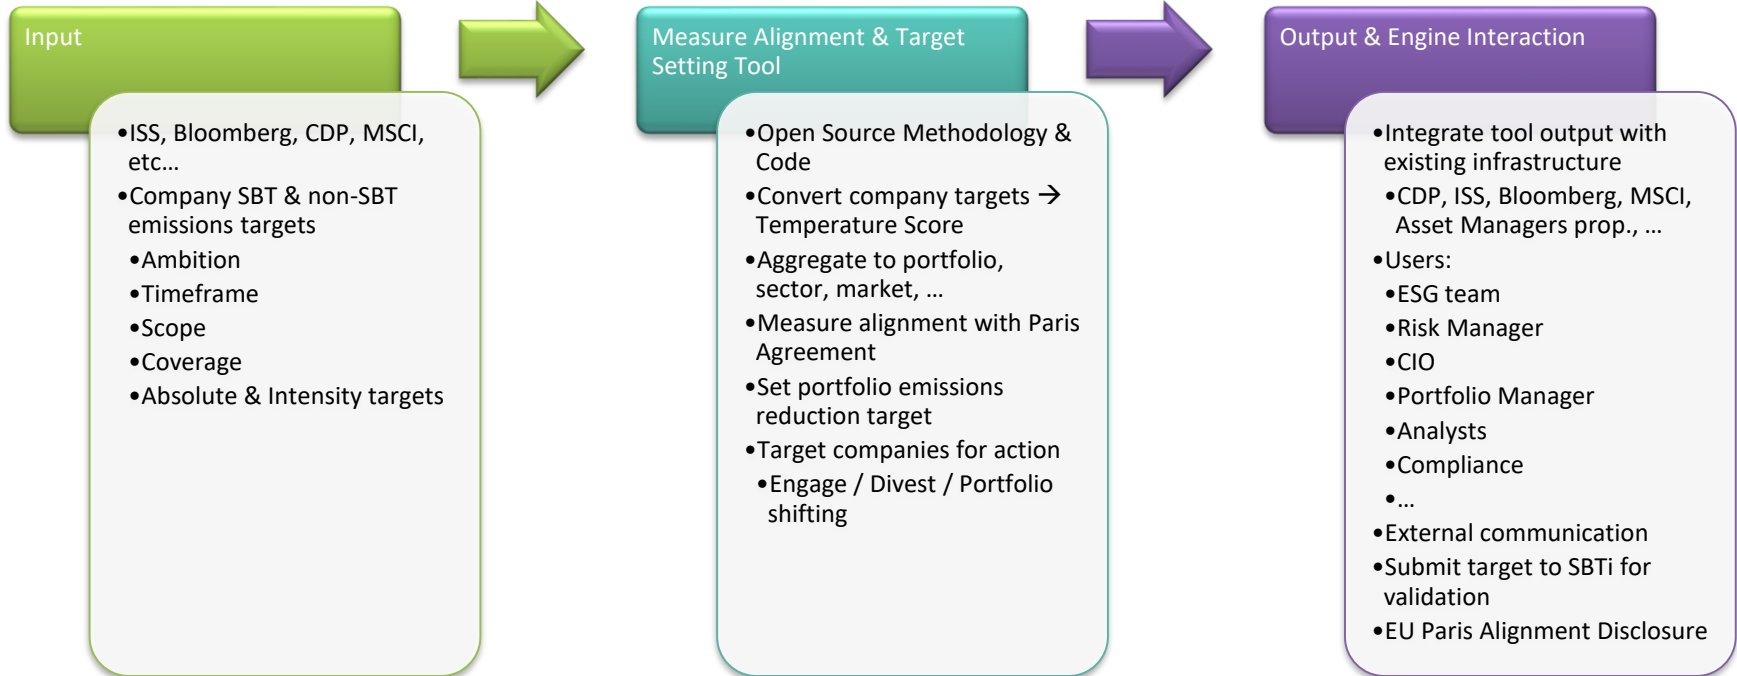 Input
•ISS, Bloomberg, CDP, MSCI,
etc…
•Company SBT & non-SBT
emissions targets
•Ambition
•Timeframe
•Scope
•Coverage
•Absolute & Intensity targets
Measure Alignment & Target
Setting Tool
•Open Source Methodology &
Code
•Convert company targets →
Temperature Score
•Aggregate to portfolio,
sector, market, …
•Measure alignment with Paris
Agreement
•Set portfolio emissions
reduction target
•Target companies for action
•Engage / Divest / Portfolio
shifting
Output & Engine Interaction
•Integrate tool output with
existing infrastructure
•CDP, ISS, Bloomberg, MSCI,
Asset Managers prop., …
•Users:
•ESG team
•Risk Manager
•CIO
•Portfolio Manager
•Analysts
•Compliance
•…
•External communication
•Submit target to SBTi for
validation
•EU Paris Alignment Disclosure